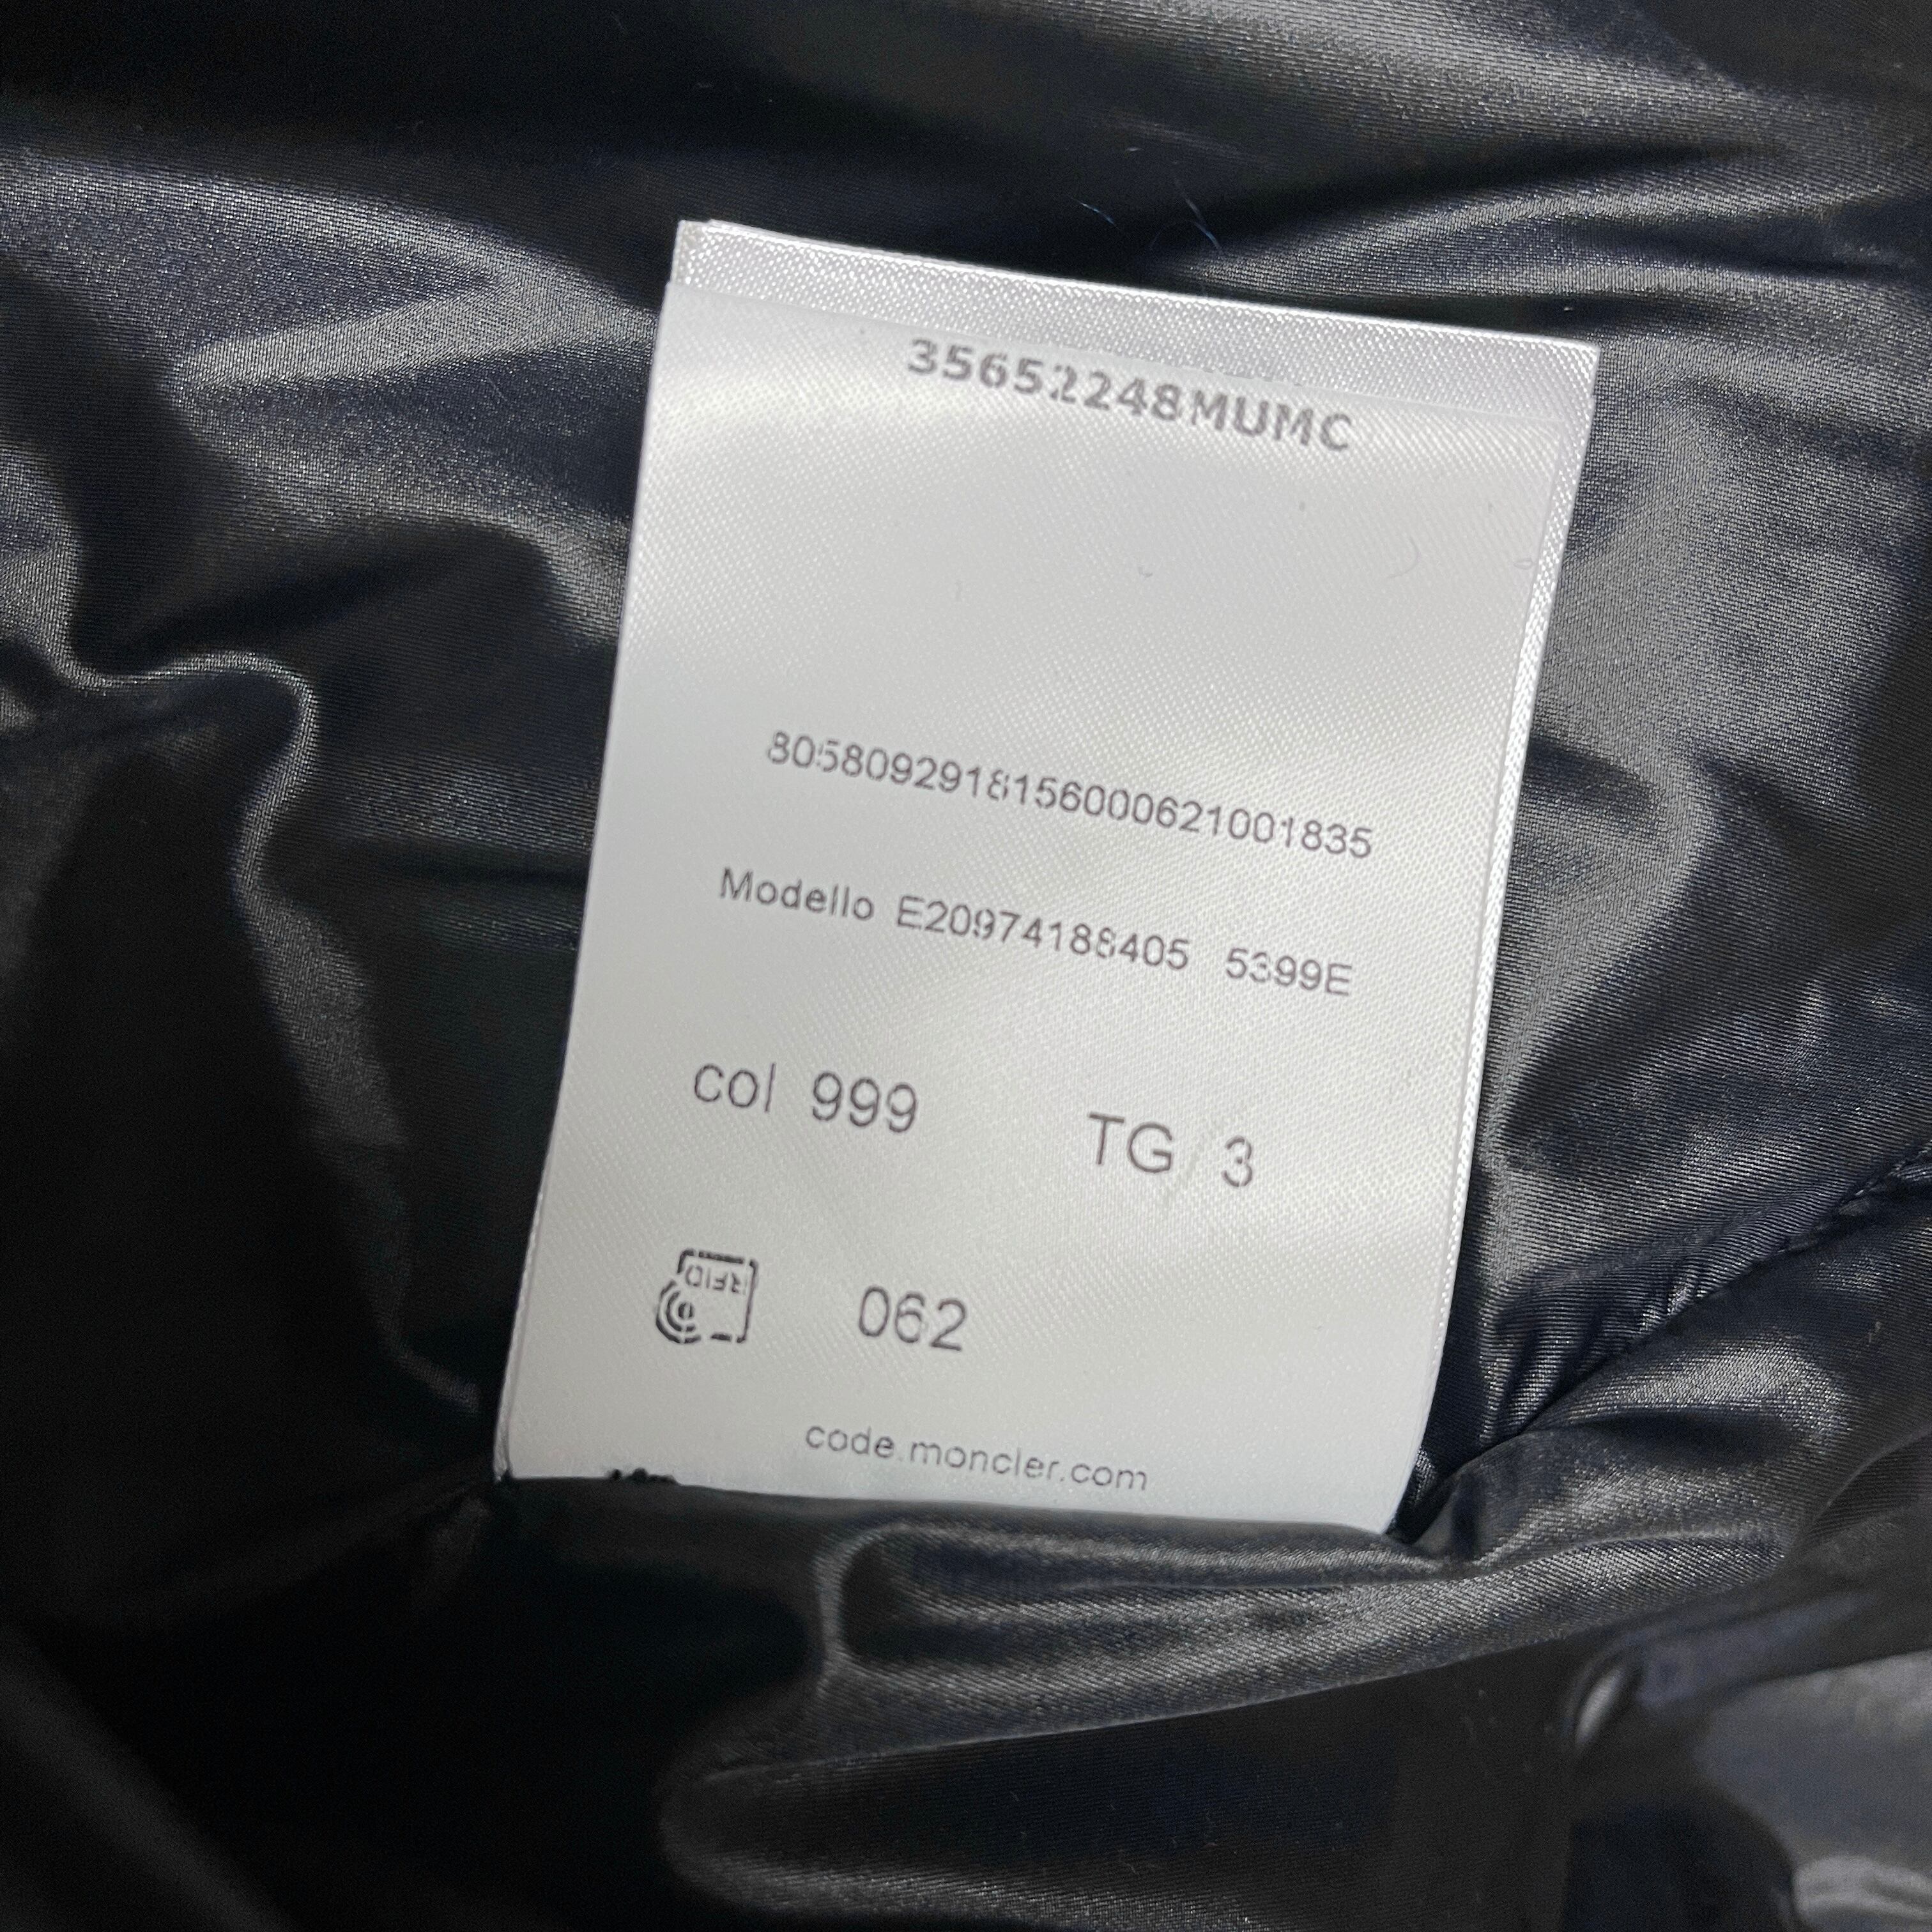 35652248MUMC
8058092918156000621001835
Modello E20974188405 5399E
col 999 TG 3
RFID
062
code.moncler.com